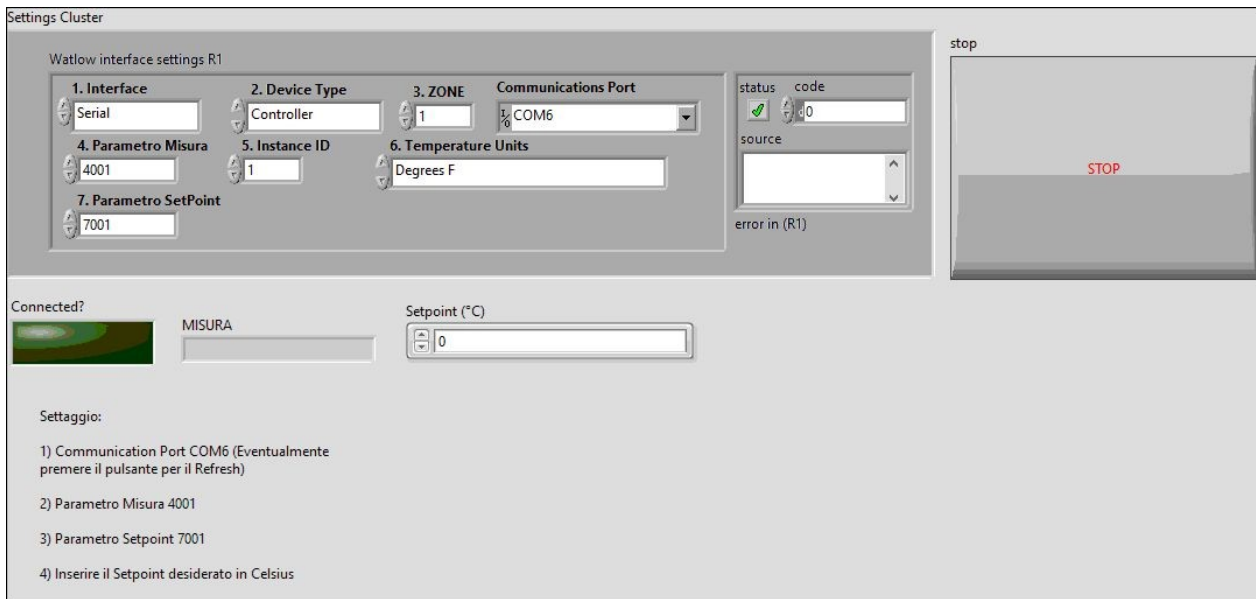 Settings Cluster
Watlow interface settings R1
1. Interface
Serial
2. Device Type
Controller
3. ZONE
1
Communications Port
COM6
4. Parametro Misura
4001
5. Instance ID
1
6. Temperature Units
Degrees F
7. Parametro SetPoint
7001
status
code
0
source
error in (R1)
stop
STOP
Connected?
MISURA
Setpoint (°C)
0
Settaggio:
1) Communication Port COM6 (Eventualmente
premere il pulsante per il Refresh)
2) Parametro Misura 4001
3) Parametro Setpoint 7001
4) Inserire il Setpoint desiderato in Celsius